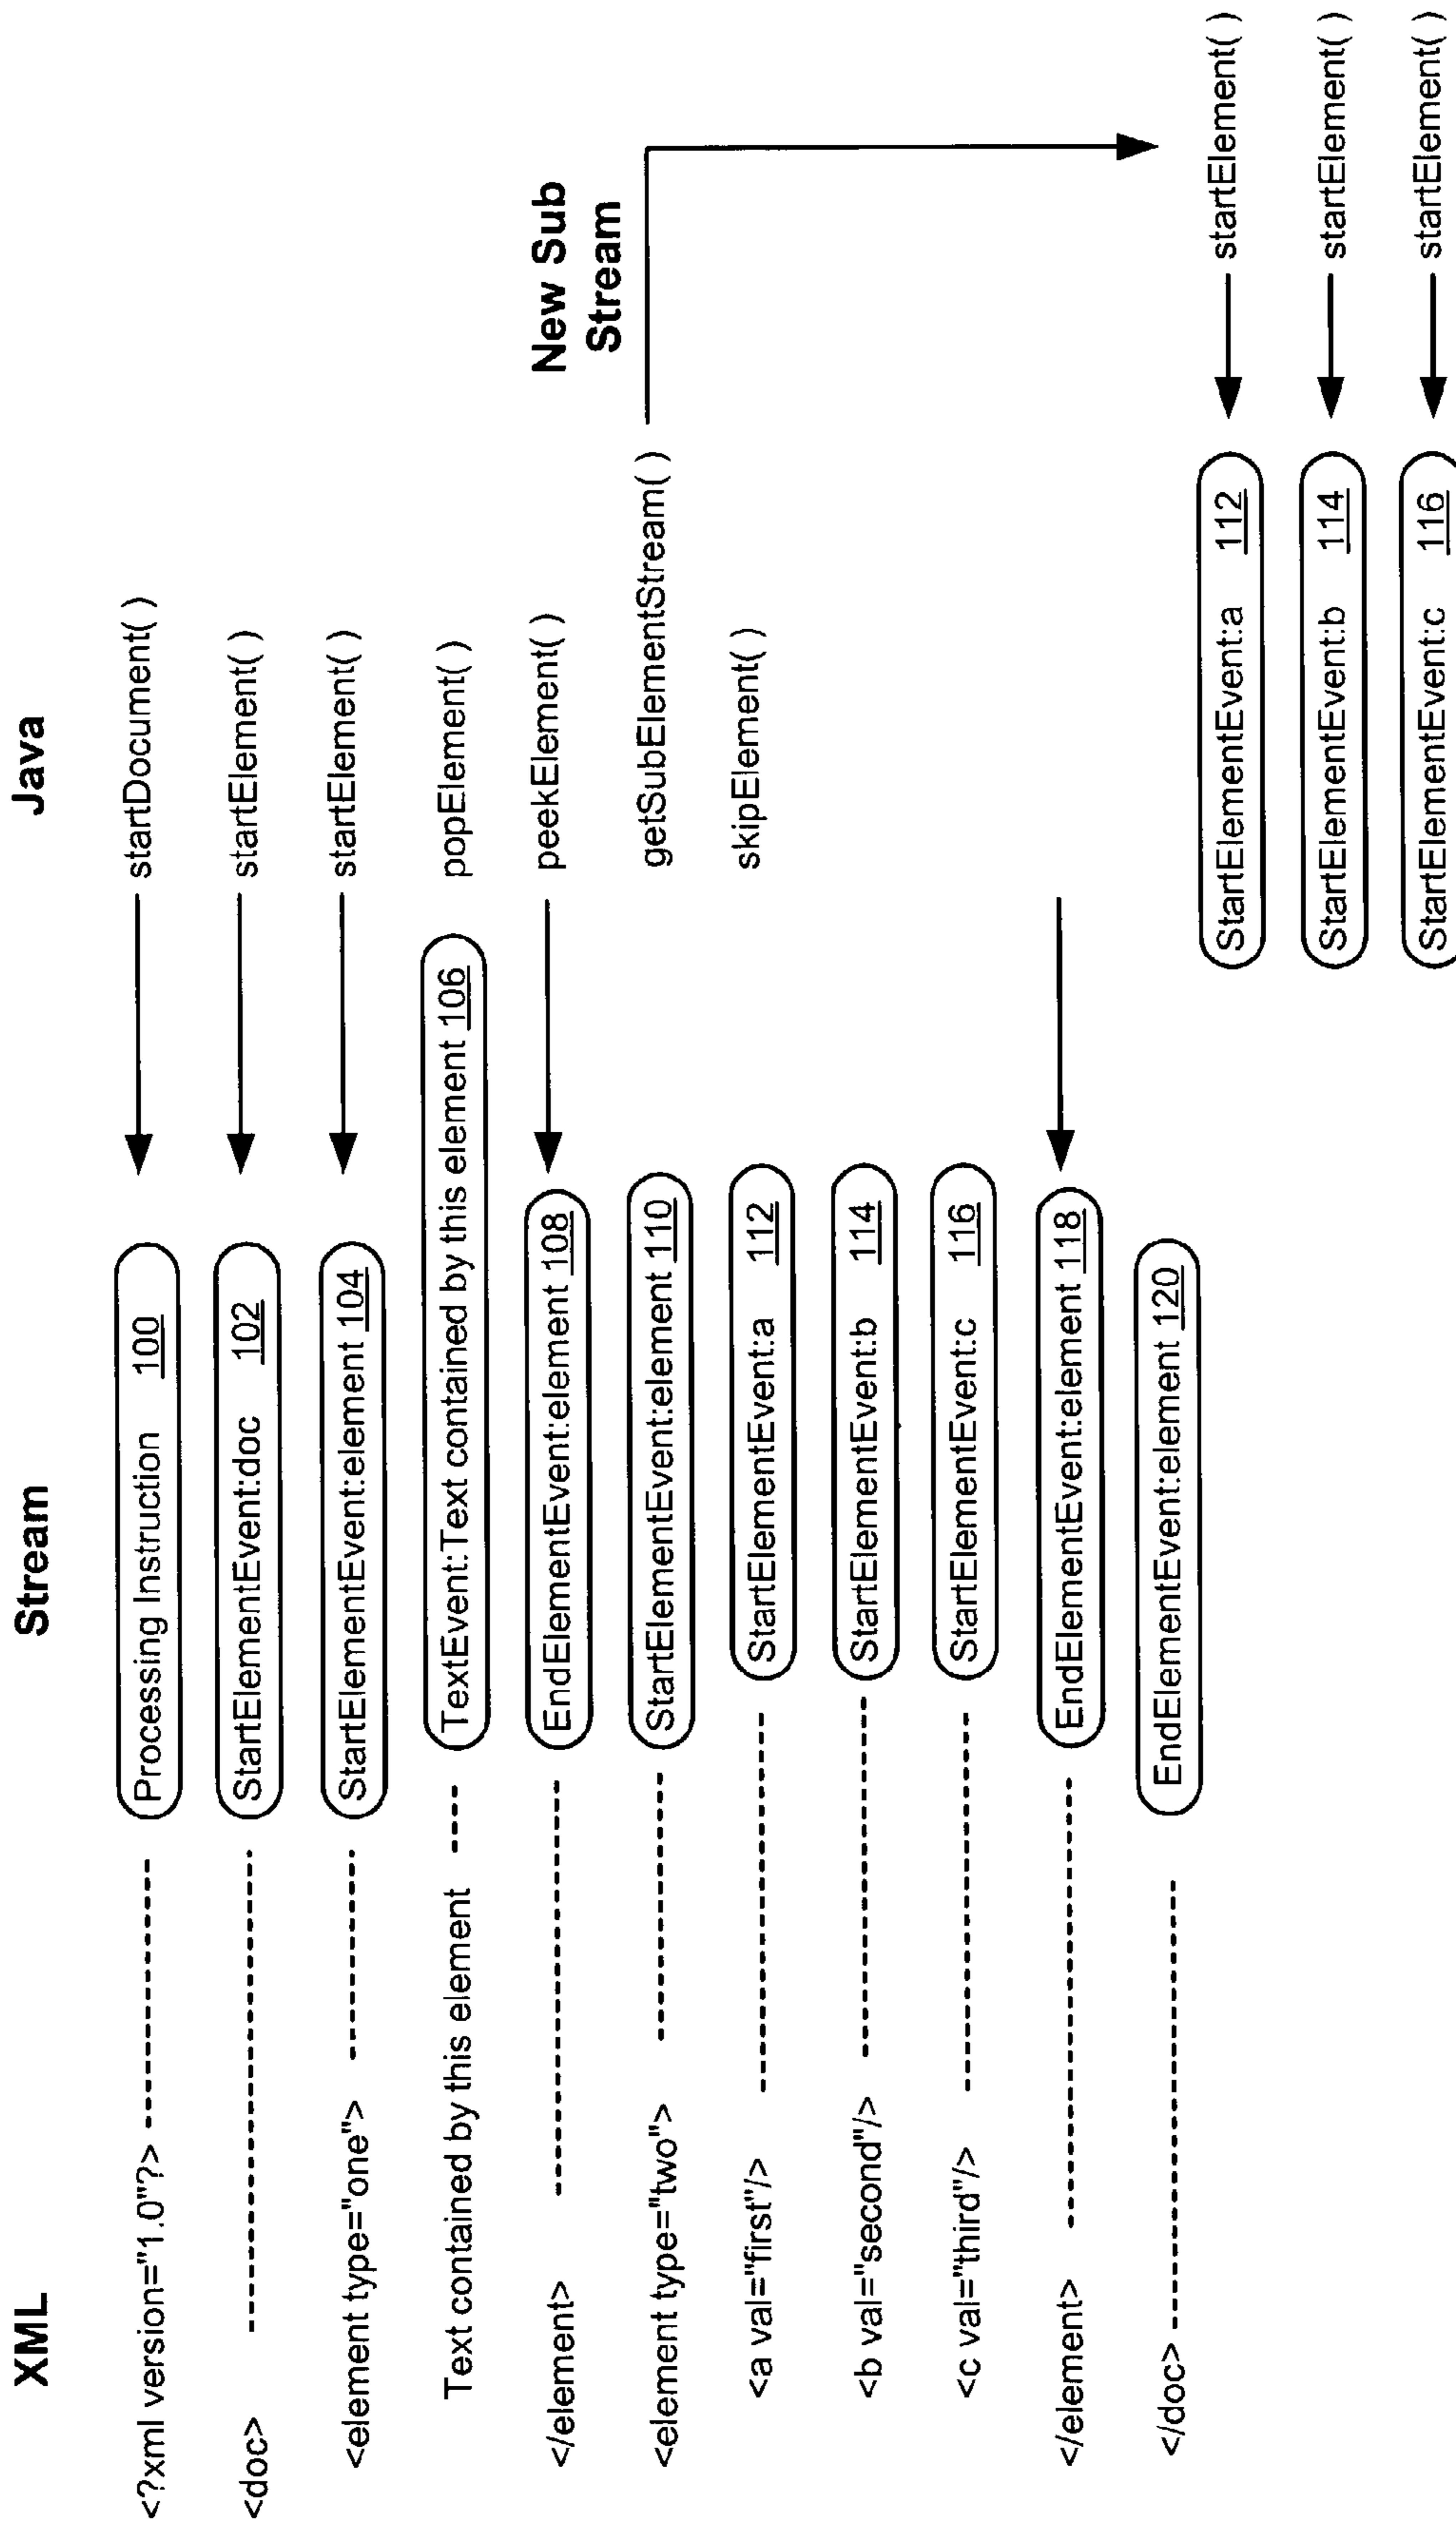 XML
Stream
Java
<?xml version="1.0"?>
Processing Instruction 100
startDocument( )
<doc>
StartElementEvent:doc 102
startElement( )
<element type="one">
StartElementEvent:element 104
startElement( )
Text contained by this element
TextEvent:Text contained by this element 106
popElement( )
</element>
EndElementEvent:element 108
peekElement( )
New Sub
Stream
<element type="two">
StartElementEvent:element 110
getSubElementStream( )
<a val="first"/>
StartElementEvent:a 112
skipElement( )
<b val="second"/>
StartElementEvent:b 114
<c val="third"/>
StartElementEvent:c 116
</element>
EndElementEvent:element 118
</doc>
EndElementEvent:element 120
StartElementEvent:a 112
startElement( )
StartElementEvent:b 114
startElement( )
StartElementEvent:c 116
startElement( )